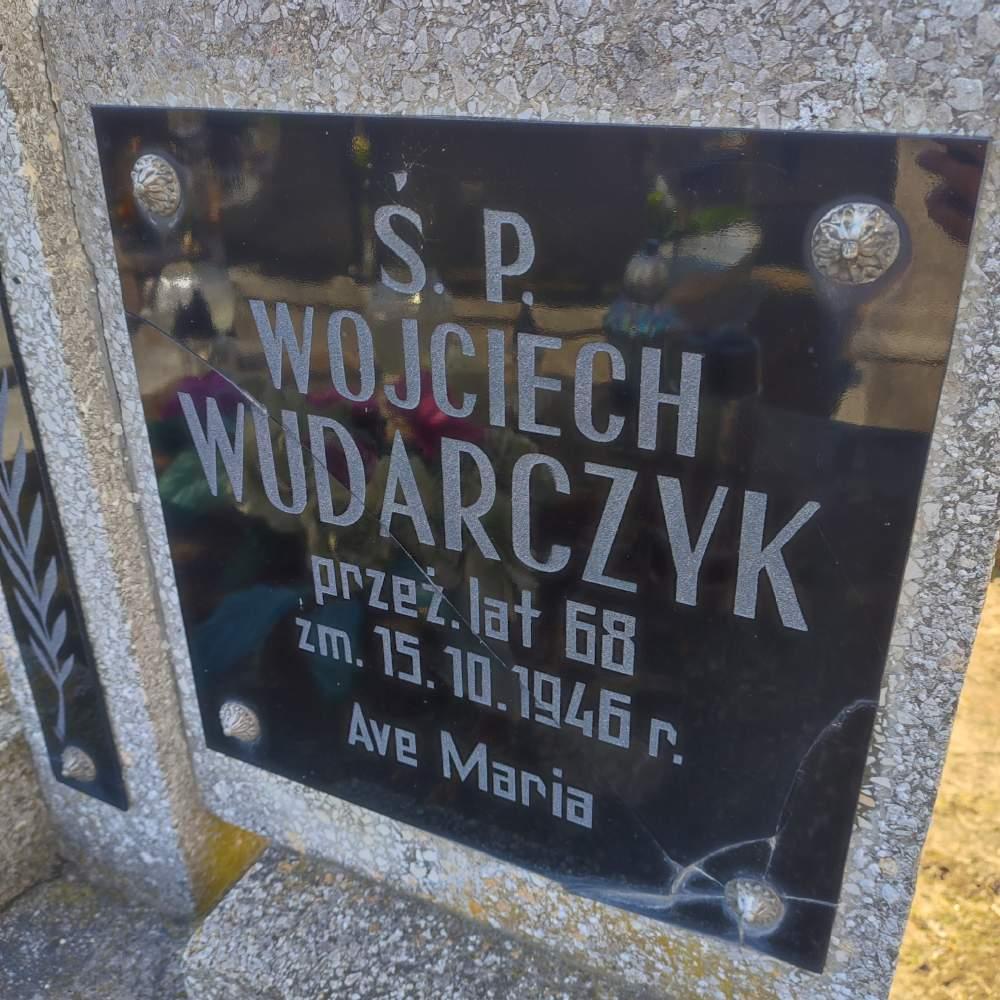 Ś. P.
WOJCIECH
WUDARCZYK
przeż. lat 68
zm. 15.10.1946 r.
Ave Maria